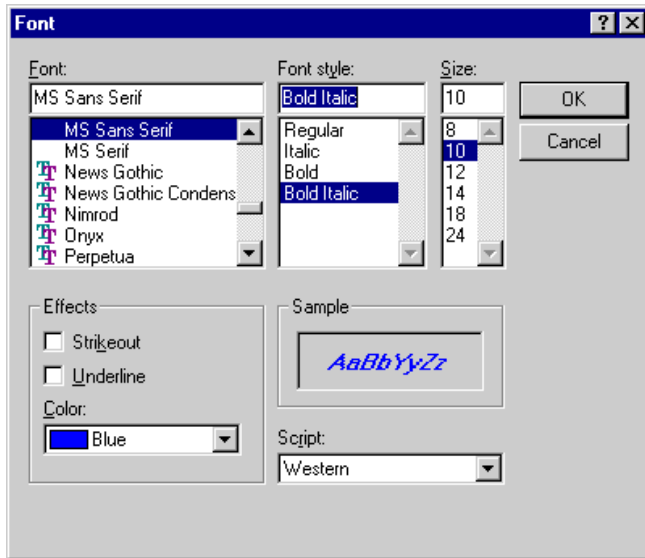 Font
Font: Font style: Size:
MS Sans Serif Bold Italic 10 OK
MS Sans Serif Regular 8 Cancel
MS Serif Italic 10
News Gothic Bold 12
News Gothic Condens Bold Italic 14
Nimrod 18
Onyx 24
Perpetua
Effects Sample
Strikeout
Underline AaBbYyZz
Color:
Blue Script:
Western